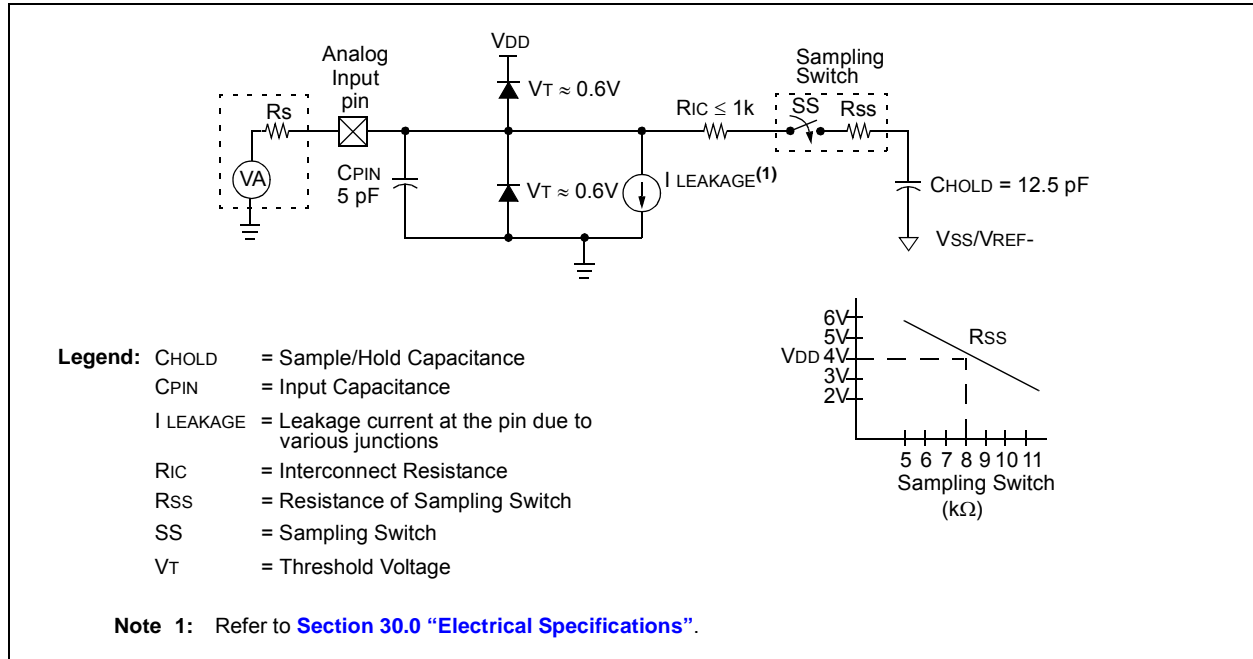 VDD
Analog
Input
pin
Sampling
Switch
VT ≈ 0.6V
RIC ≤ 1k
SS
Rss
Rs
VA
CPIN
5 pF
VT ≈ 0.6V
I LEAKAGE(1)
CHOLD = 12.5 pF
VSS/VREF-
6V
5V
VDD 4V
3V
2V
RSS
5 6 7 8 9 10 11
Sampling Switch
(kΩ)
Legend: CHOLD = Sample/Hold Capacitance
CPIN = Input Capacitance
I LEAKAGE = Leakage current at the pin due to
various junctions
RIC = Interconnect Resistance
RSS = Resistance of Sampling Switch
SS = Sampling Switch
VT = Threshold Voltage
Note 1: Refer to Section 30.0 “Electrical Specifications”.